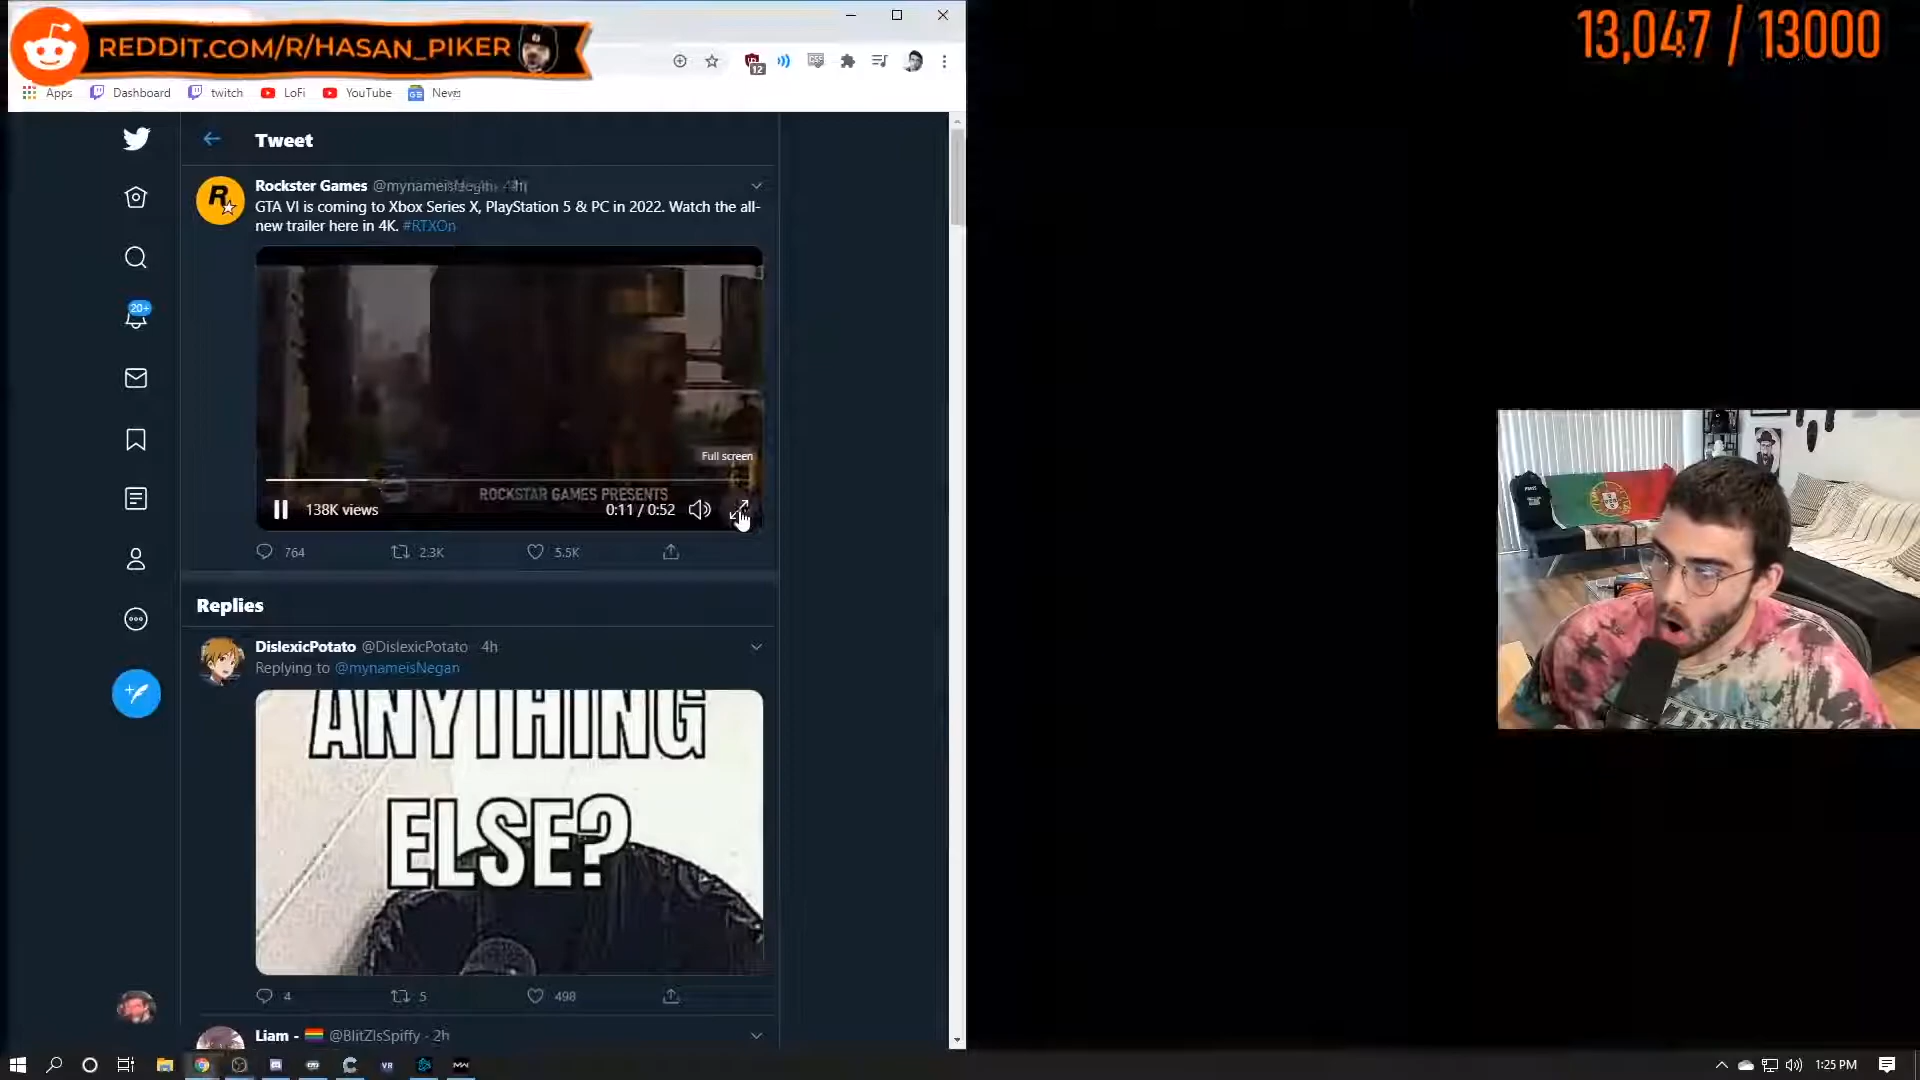 REDDIT.COM/R/HASAN_PIKER
13,047 / 13000
12
Apps Dashboard twitch LoFi YouTube News
Tweet
Rockster Games
GTA VI is coming to Xbox Series X, PlayStation 5 & PC in 2022. Watch the all-
new trailer here in 4K. #RTXOn
20+
Full screen
ROCKSTAR GAMES PRESENTS
138K views 0:11 / 0:52
764 2.3K 5.5K
Replies
DislexicPotato @DislexicPotato 4h
Replying to @mynameisNegan
ANYTHING
ELSE?
4 5 498
Liam - @BlitZIsSpiffy · 2h
VR
1:25 PM